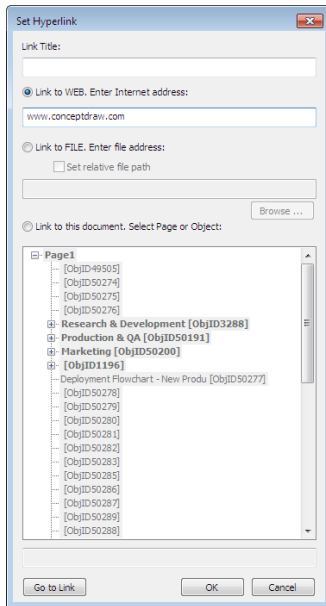 Set Hyperlink
Link Title:
Link to WEB. Enter Internet address:
www.conceptdraw.com
Link to FILE. Enter file address:
Set relative file path
Browse ...
Link to this document. Select Page or Object:
Page1
[ObjID49505]
[ObjID50274]
[ObjID50275]
[ObjID50276]
Research & Development [ObjID3288]
Production & QA [ObjID50191]
Marketing [ObjID50200]
[ObjID1196]
Deployment Flowchart - New Produ [ObjID50277]
[ObjID50278]
[ObjID50279]
[ObjID50280]
[ObjID50281]
[ObjID50282]
[ObjID50283]
[ObjID50285]
[ObjID50286]
[ObjID50287]
[ObjID50289]
[ObjID50288]
Go to Link OK Cancel